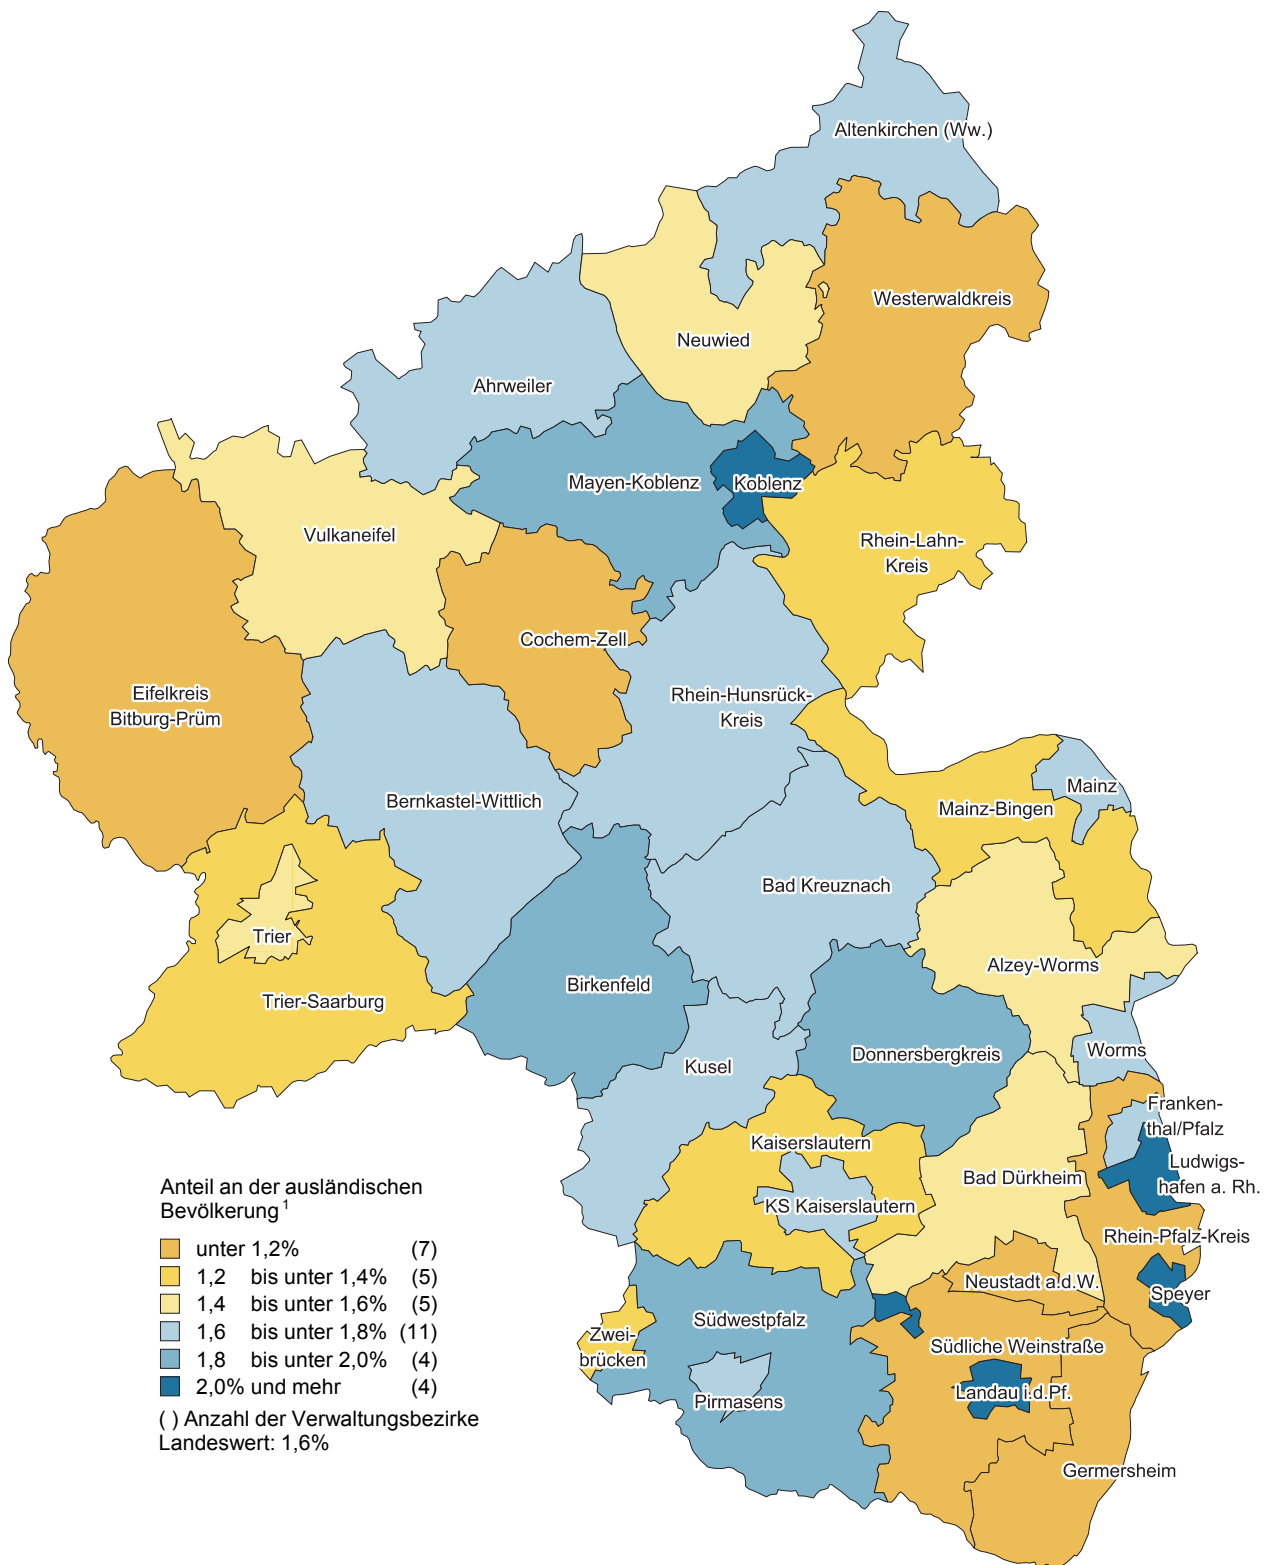 Altenkirchen (Ww.)
Westerwaldkreis
Neuwied
Ahrweiler
Mayen-Koblenz
Koblenz
Vulkaneifel
Rhein-Lahn-
Kreis
Cochem-Zell
Eifelkreis
Bitburg-Prüm
Rhein-Hunsrück-
Kreis
Mainz
Bernkastel-Wittlich
Mainz-Bingen
Bad Kreuznach
Trier
Alzey-Worms
Birkenfeld
Trier-Saarburg
Worms
Donnersbergkreis
Kusel
Franken-
thal/Pfalz
Kaiserslautern
Ludwigs-
hafen a. Rh.
Bad Dürkheim
KS Kaiserslautern
Rhein-Pfalz-Kreis
Neustadt a.d.W.
Speyer
Südwestpfalz
Zwei-
brücken
Südliche Weinstraße
Landau i.d.Pf.
Pirmasens
Germersheim
Anteil an der ausländischen
Bevölkerung 1
unter 1,2% (7)
1,2 bis unter 1,4% (5)
1,4 bis unter 1,6% (5)
1,6 bis unter 1,8% (11)
1,8 bis unter 2,0% (4)
2,0% und mehr (4)
( ) Anzahl der Verwaltungsbezirke
Landeswert: 1,6%